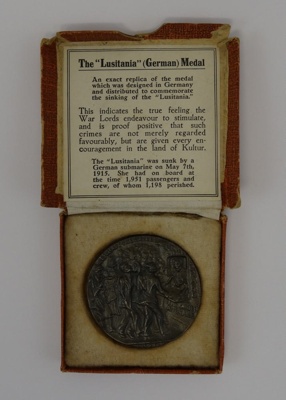 The "Lusitania" (German) Medal
An exact replica of the medal
which was designed in Germany
and distributed to commemorate
the sinking of the "Lusitania."
This indicates the true feeling the
War Lords endeavour to stimulate,
and is proof positive that such
crimes are not merely regarded
favourably, but are given every en-
couragement in the land of Kultur.
The "Lusitania" was sunk by a
German submarine on May 7th,
1915. She had on board at
the time 1,951 passengers and
crew, of whom 1,198 perished.